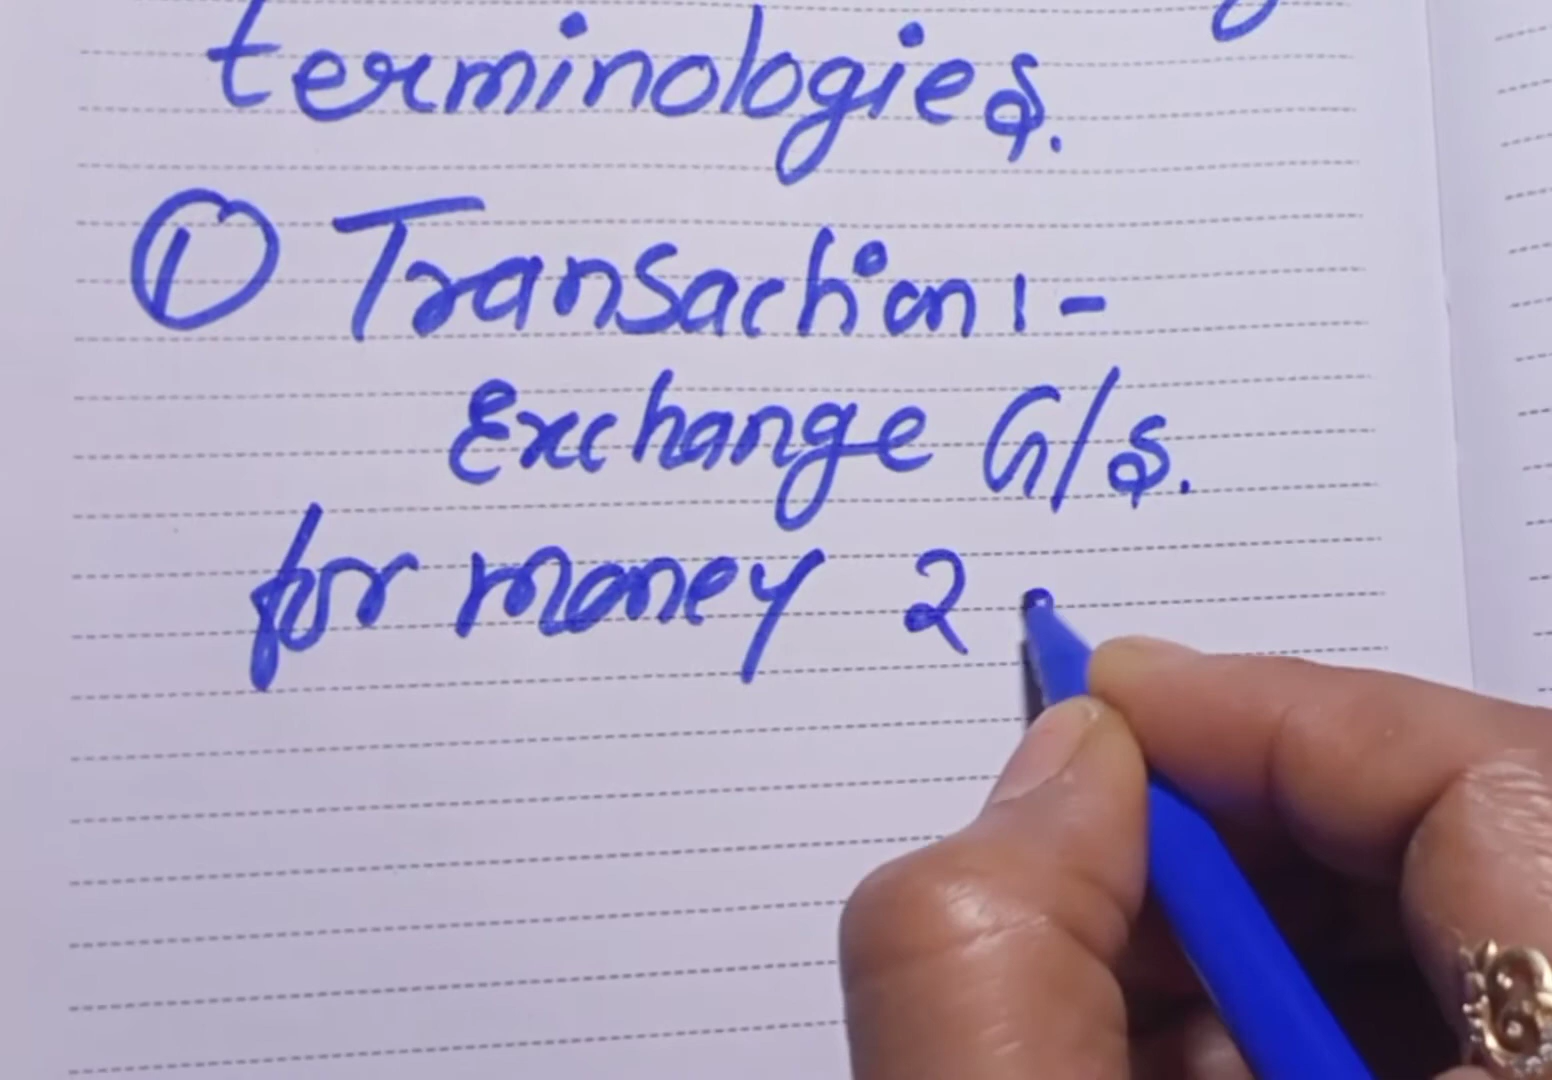 terminologies.
① Transaction :-
Exchange G/S.
for money 2